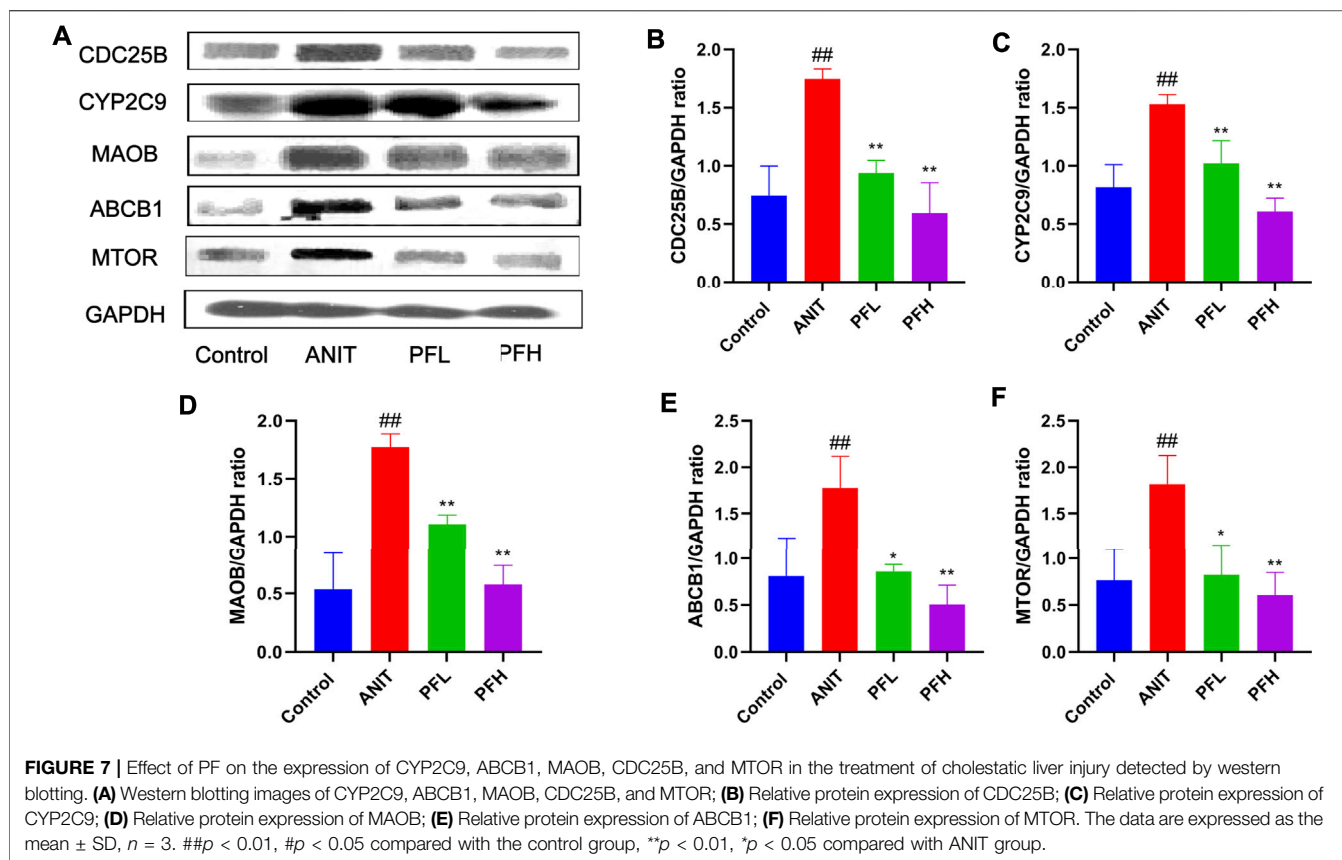 A
CDC25B
CYP2C9
MAOB
ABCB1
MTOR
GAPDH
Control ANIT PFL PFH
B
CDC25B/GAPDH ratio
2.0
1.5
1.0
0.5
0.0
##
**
**
Control ANIT PFL PFH
C
CYP2C9/GAPDH ratio
2.0
1.5
1.0
0.5
0.0
##
**
**
Control ANIT PFL PFH
D
MAOB/GAPDH ratio
2.0
1.5
1.0
0.5
0.0
##
**
**
Control ANIT PFL PFH
E
ABCB1/GAPDH ratio
2.5
2.0
1.5
1.0
0.5
0.0
##
*
**
Control ANIT PFL PFH
F
MTOR/GAPDH ratio
2.5
2.0
1.5
1.0
0.5
0.0
##
*
**
Control ANIT PFL PFH
FIGURE 7 | Effect of PF on the expression of CYP2C9, ABCB1, MAOB, CDC25B, and MTOR in the treatment of cholestatic liver injury detected by western
blotting. (A) Western blotting images of CYP2C9, ABCB1, MAOB, CDC25B, and MTOR; (B) Relative protein expression of CDC25B; (C) Relative protein expression of
CYP2C9; (D) Relative protein expression of MAOB; (E) Relative protein expression of ABCB1; (F) Relative protein expression of MTOR. The data are expressed as the
mean ± SD, n = 3. ##p < 0.01, #p < 0.05 compared with the control group, **p < 0.01, *p < 0.05 compared with ANIT group.